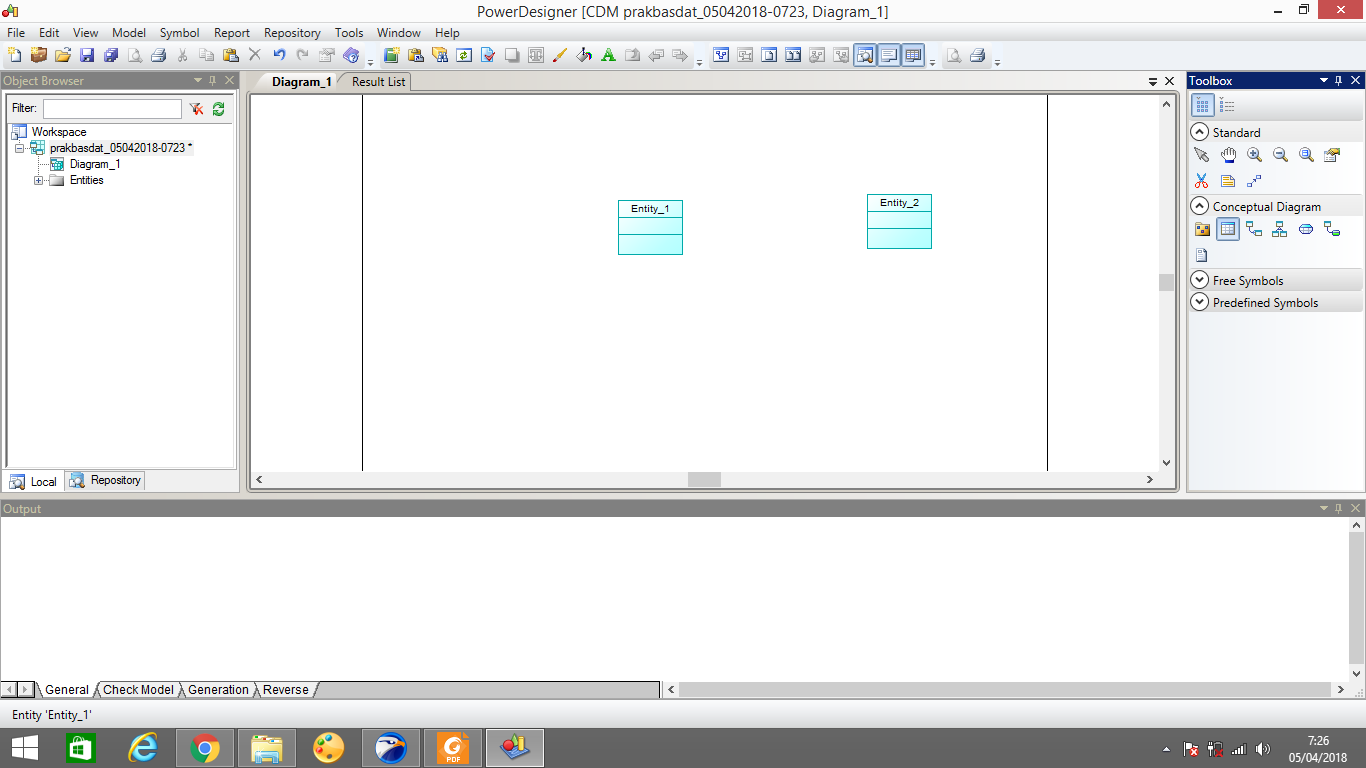 PowerDesigner [CDM prakbasdat_05042018-0723, Diagram_1]
File Edit View Model Symbol Report Repository Tools Window Help
Object Browser
Filter:
Workspace
prakbasdat_05042018-0723 *
Diagram_1
Entities
Local
Repository
Diagram_1
Result List
Entity_1
Entity_2
Toolbox
Standard
Conceptual Diagram
Free Symbols
Predefined Symbols
Output
General
Check Model
Generation
Reverse
Entity 'Entity_1'
PDF
7:26
05/04/2018